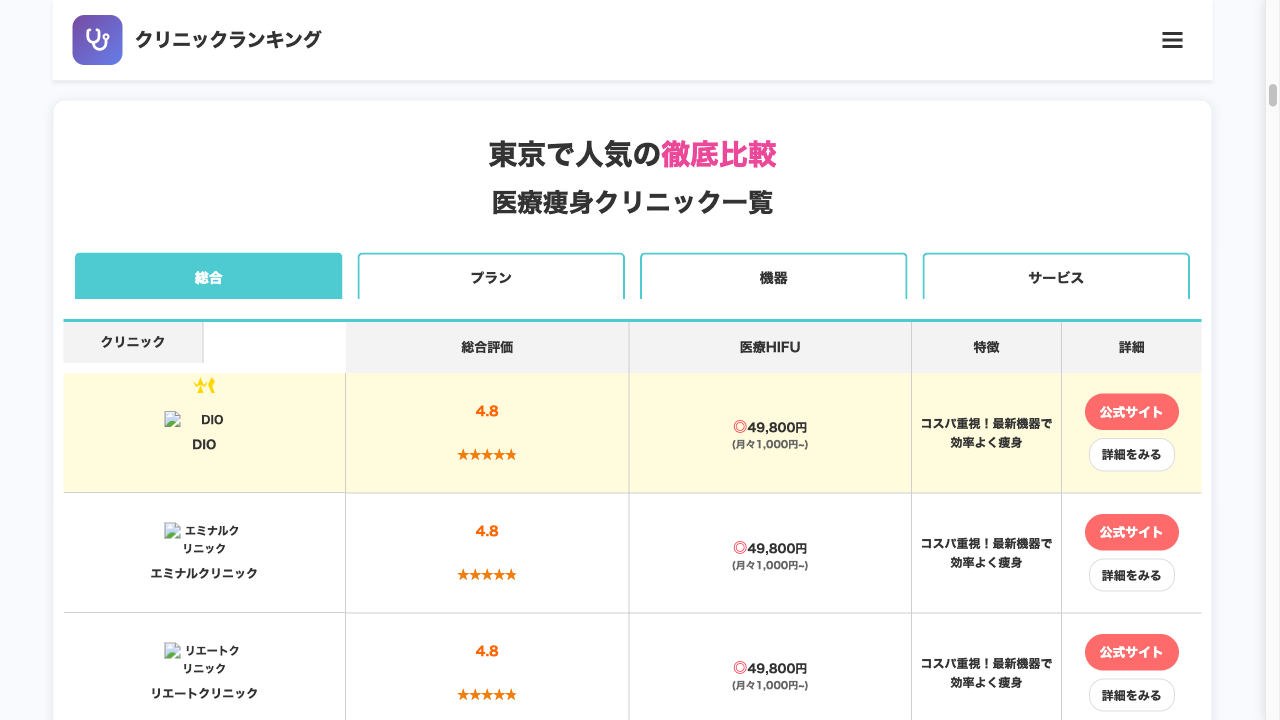 クリニックランキング
東京で人気の徹底比較
医療痩身クリニック一覧
総合
プラン
機器
サービス
クリニック
総合評価
医療HIFU
特徴
詳細
DIO
DIO
4.8
★★★★★
◎49,800円
(月々1,000円~)
コスパ重視！最新機器で
効率よく痩身
公式サイト
詳細をみる
エミナルク
リニック
エミナルクリニック
4.8
★★★★★
◎49,800円
(月々1,000円~)
コスパ重視！最新機器で
効率よく痩身
公式サイト
詳細をみる
リエートク
リニック
リエートクリニック
4.8
★★★★★
◎49,800円
(月々1,000円~)
コスパ重視！最新機器で
効率よく痩身
公式サイト
詳細をみる